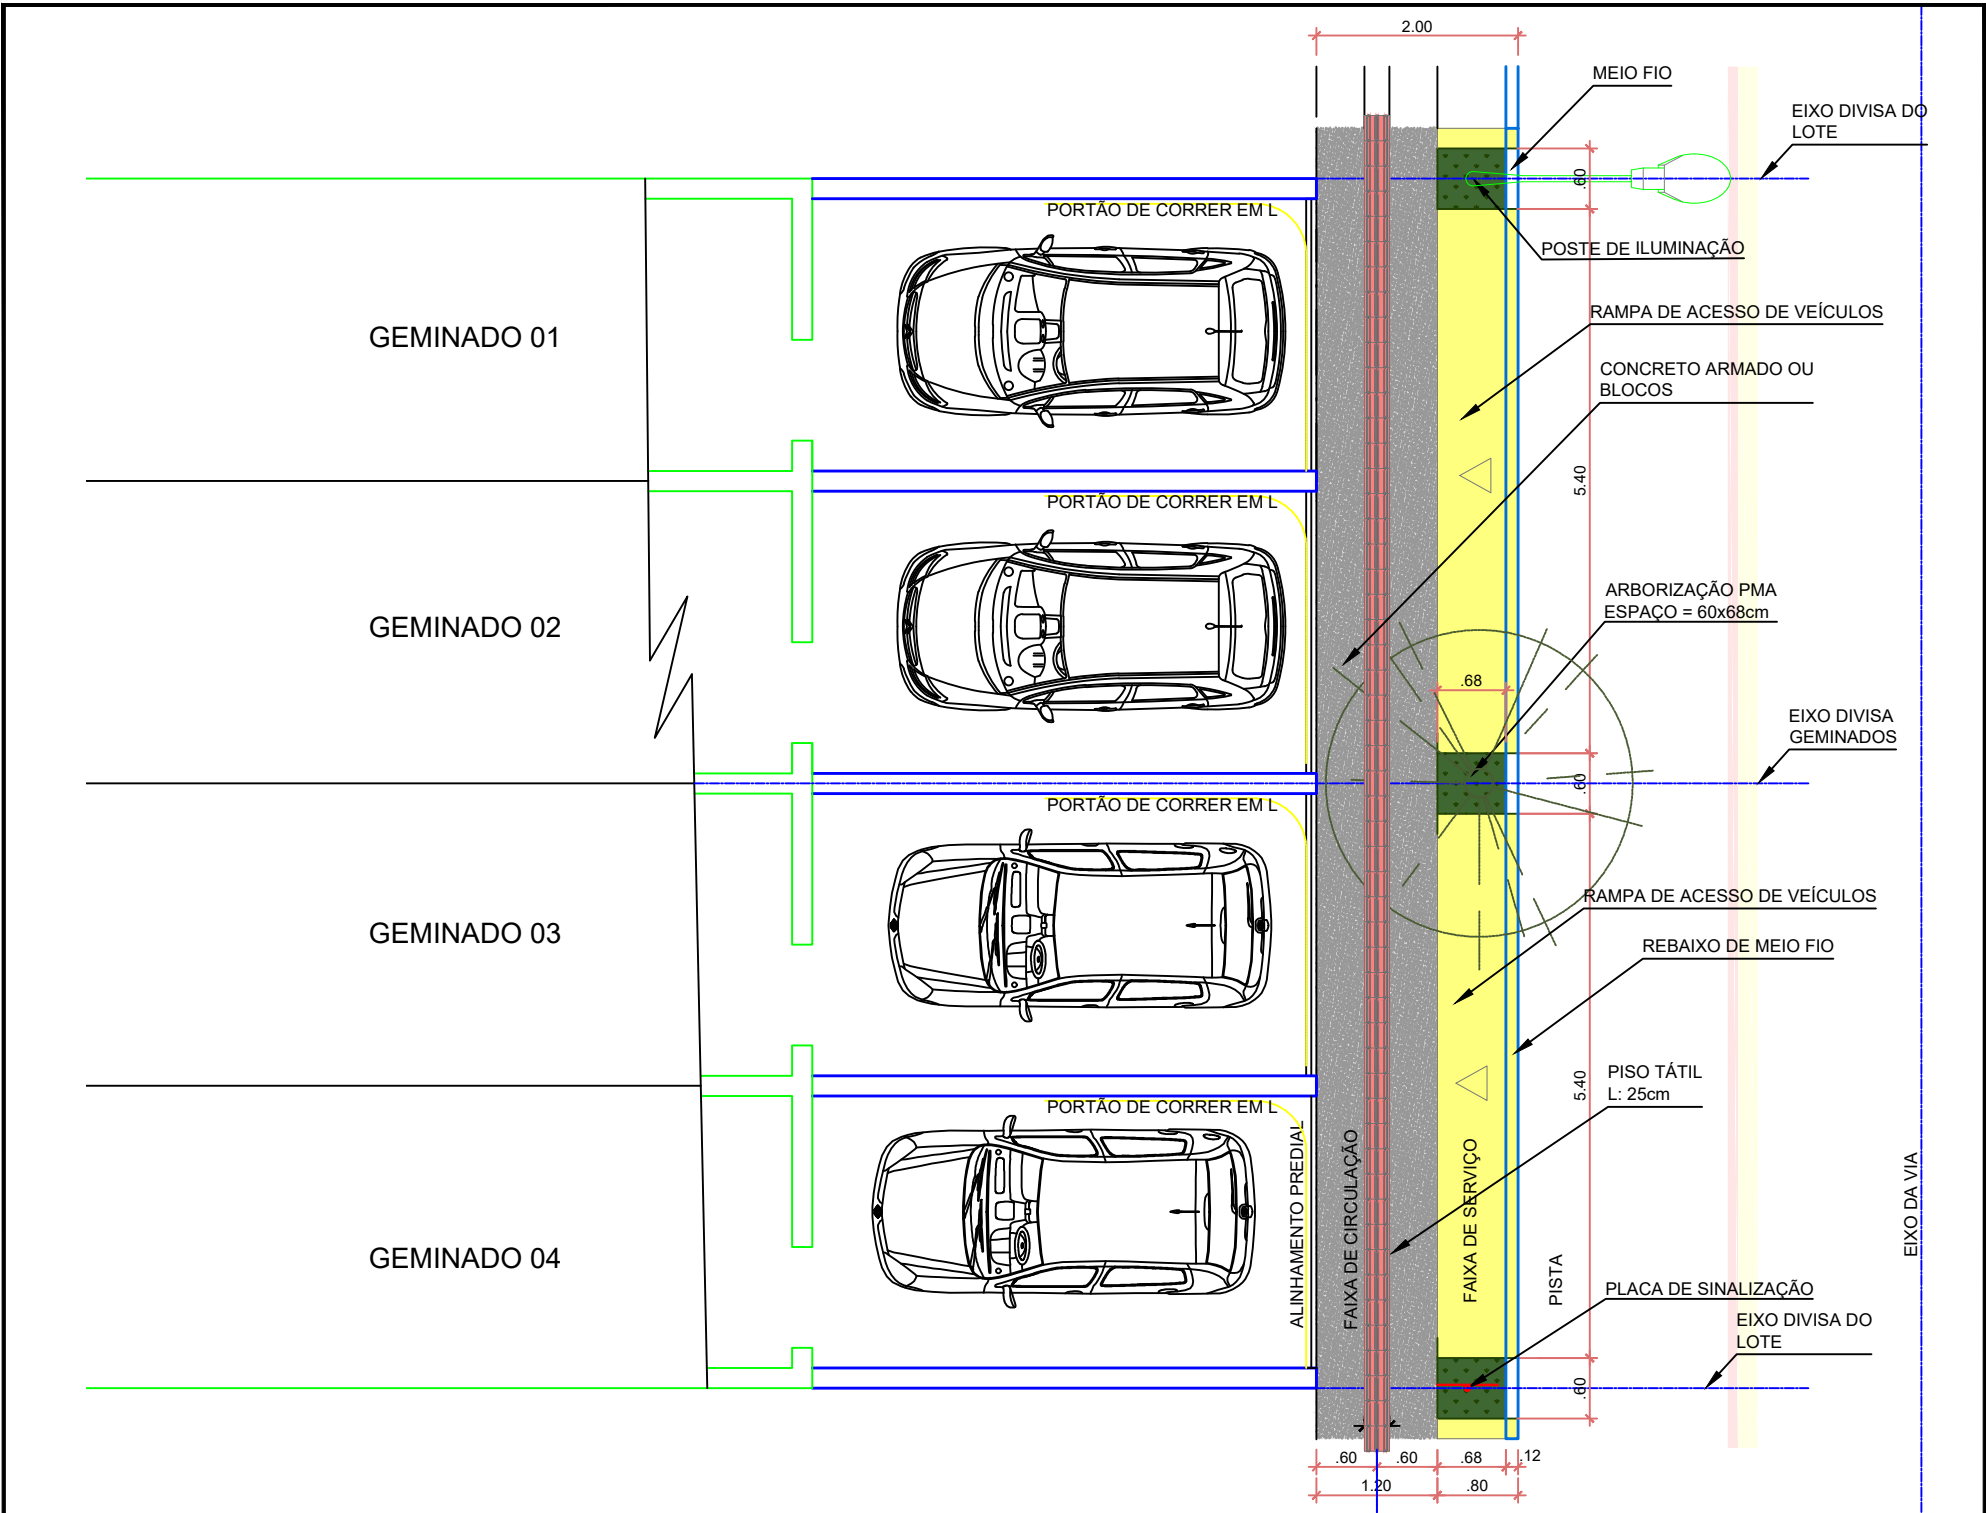 2.00
MEIO FIO
EIXO DIVISA DO
LOTE
.60
PORTÃO DE CORRER EM L
POSTE DE ILUMINAÇÃO
RAMPA DE ACESSO DE VEÍCULOS
GEMINADO 01
CONCRETO ARMADO OU
BLOCOS
5.40
PORTÃO DE CORRER EM L
ARBORIZAÇÃO PMA
ESPAÇO = 60x68cm
GEMINADO 02
.68
EIXO DIVISA
GEMINADOS
.60
PORTÃO DE CORRER EM L
RAMPA DE ACESSO DE VEÍCULOS
GEMINADO 03
REBAIXO DE MEIO FIO
5.40
PISO TÁTIL
L: 25cm
PORTÃO DE CORRER EM L
ALINHAMENTO PREDIAL
FAIXA DE CIRCULAÇÃO
FAIXA DE SERVIÇO
PISTA
EIXO DA VIA
GEMINADO 04
PLACA DE SINALIZAÇÃO
EIXO DIVISA DO
LOTE
.60
.60
.60
.68
.12
1.20
.80